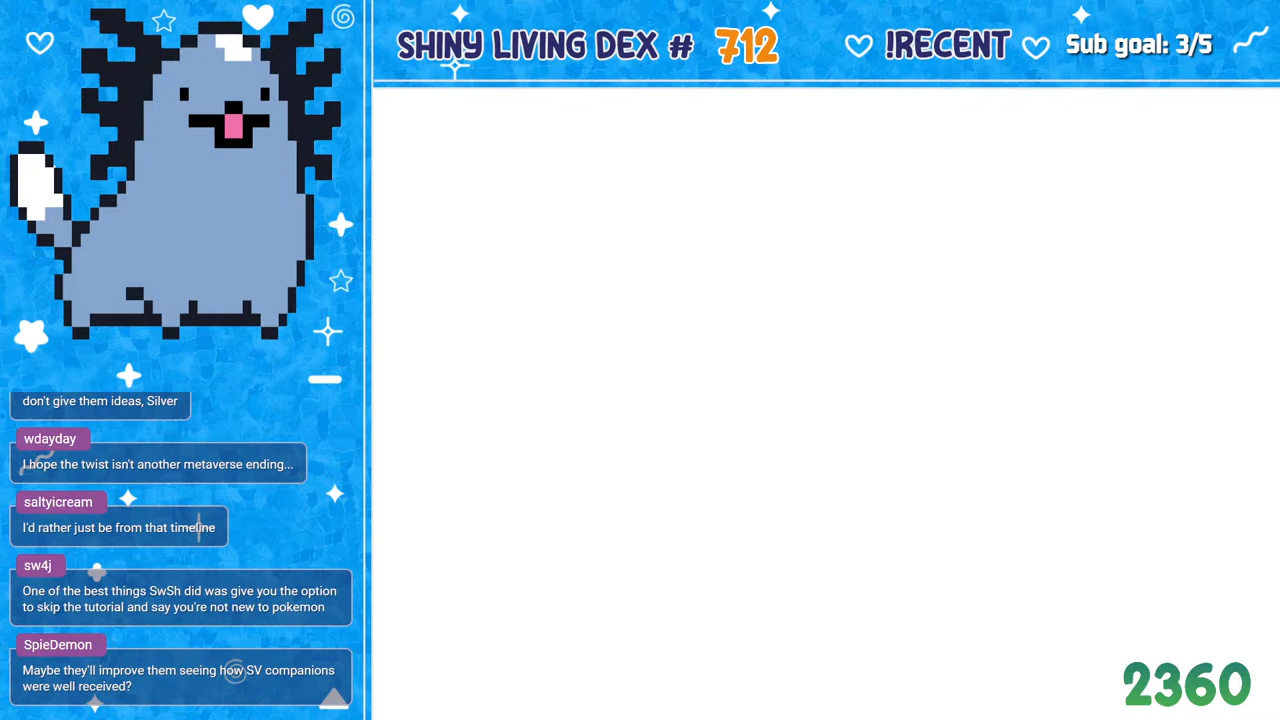 SHINY LIVING DEX # 712 !RECENT Sub goal: 3/5
don't give them ideas, Silver
wdayday
I hope the twist isn't another metaverse ending...
saltyicream
I'd rather just be from that timeline
sw4j
One of the best things SwSh did was give you the option
to skip the tutorial and say you're not new to pokemon
SpieDemon
Maybe they'll improve them seeing how SV companions
were well received?
2360